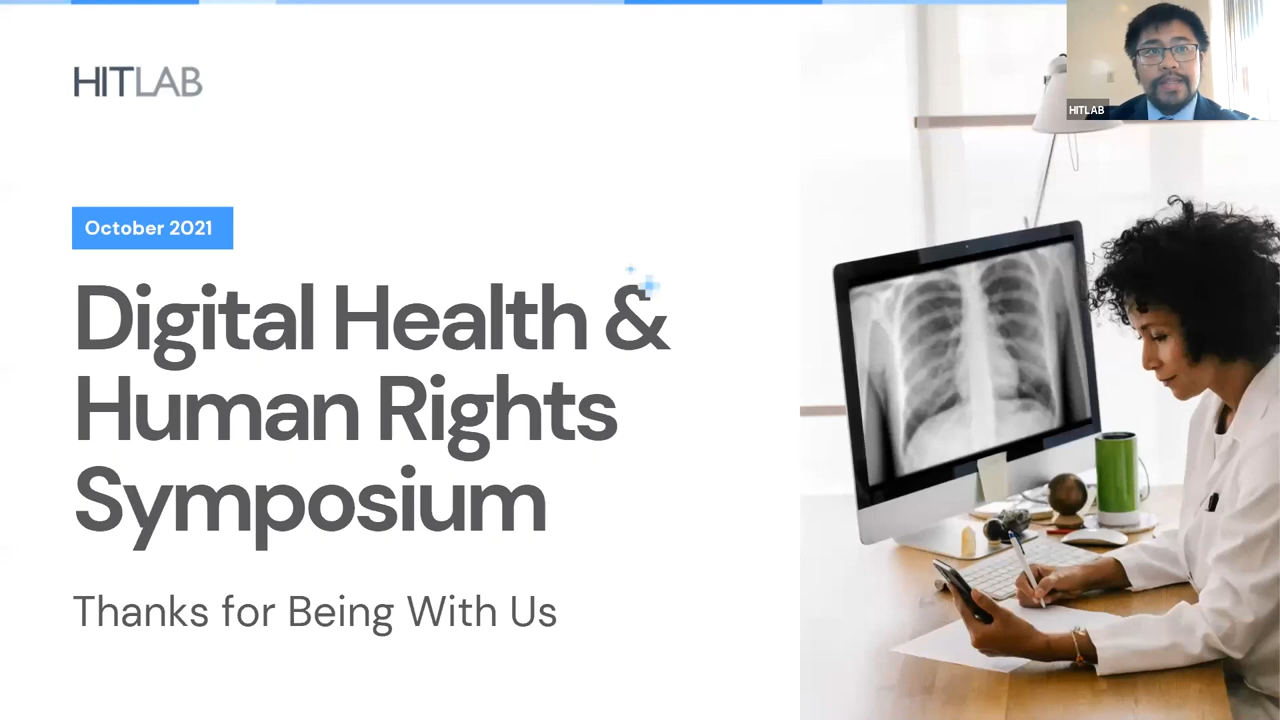 HITLAB
HITLAB
October 2021
Digital Health &
Human Rights
Symposium
Thanks for Being With Us